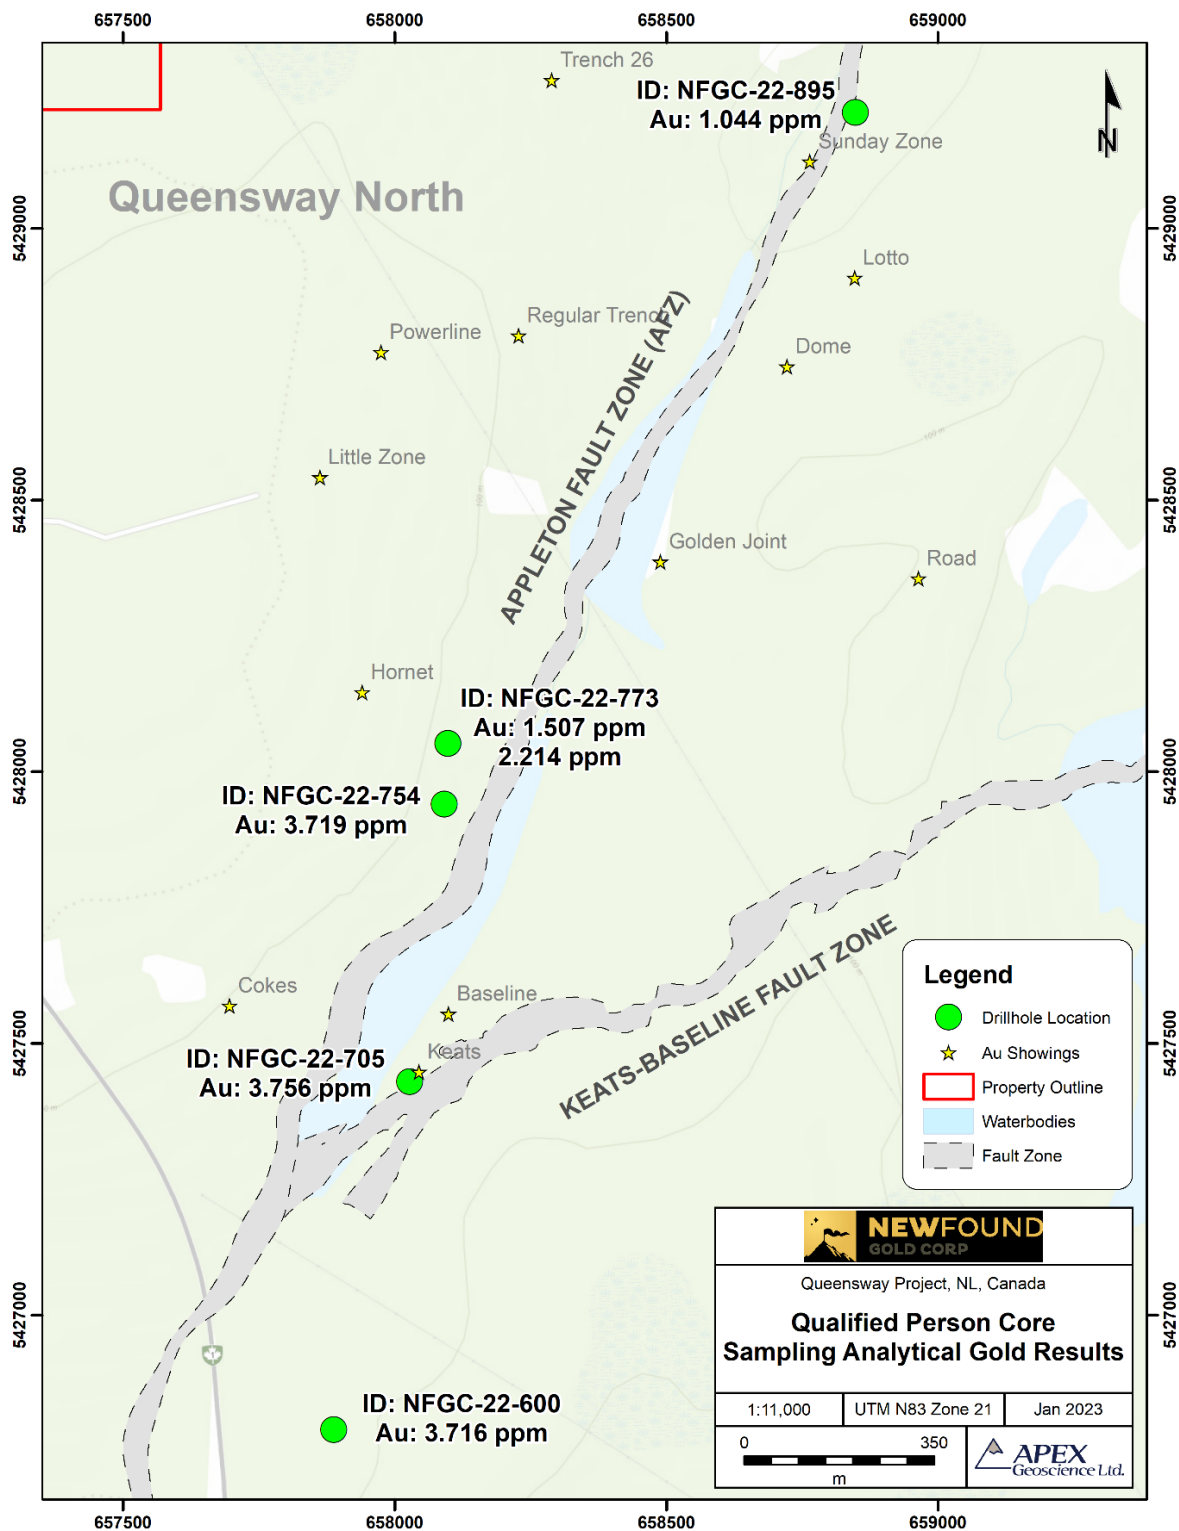 657500
658000
658500
659000
Trench 26
ID: NFGC-22-895
Au: 1.044 ppm
N
Sunday Zone
Queensway North
5429000
5429000
Lotto
Regular Trench
Powerline
Dome
APPLETON FAULT ZONE (AFZ)
100 m
Little Zone
100 m
5428500
5428500
Golden Joint
Road
Hornet
ID: NFGC-22-773
Au: 1.507 ppm
2.214 ppm
5428000
5428000
ID: NFGC-22-754
Au: 3.719 ppm
KEATS-BASELINE FAULT ZONE
Cokes
Baseline
5427500
5427500
Keats
ID: NFGC-22-705
Au: 3.756 ppm
Legend
Drillhole Location
Au Showings
Property Outline
Waterbodies
Fault Zone
NEWFOUND
GOLD CORP
Queensway Project, NL, Canada
Qualified Person Core
Sampling Analytical Gold Results
1:11,000
UTM N83 Zone 21
Jan 2023
0
350
m
APEX
Geoscience Ltd.
5427000
5427000
1
ID: NFGC-22-600
Au: 3.716 ppm
657500
658000
658500
659000